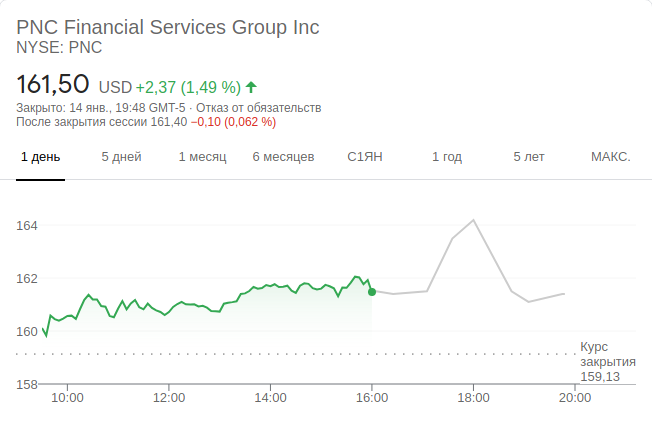 PNC Financial Services Group Inc
NYSE: PNC
161,50 USD +2,37 (1,49 %)
Закрыто: 14 янв., 19:48 GMT-5 · Отказ от обязательств
После закрытия сессии 161,40 −0,10 (0,062 %)
1 день 5 дней 1 месяц 6 месяцев С1ЯН 1 год 5 лет МАКС.
164
162
160
Курс
закрытия
159,13
158
10:00 12:00 14:00 16:00 18:00 20:00